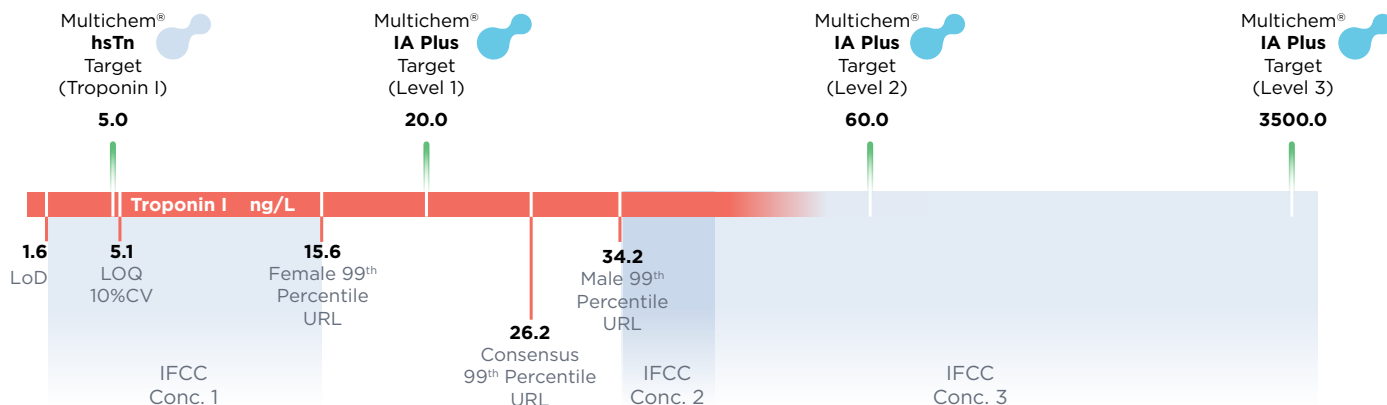 Multichem®
hsTn
Target
(Troponin I)
5.0
Multichem®
IA Plus
Target
(Level 1)
20.0
Multichem®
IA Plus
Target
(Level 2)
60.0
Multichem®
IA Plus
Target
(Level 3)
3500.0
Troponin I ng/L
1.6
LoD
5.1
LOQ
10%CV
15.6
Female 99th
Percentile
URL
26.2
Consensus
99th Percentile
URL
34.2
Male 99th
Percentile
URL
IFCC
Conc. 1
IFCC
Conc. 2
IFCC
Conc. 3